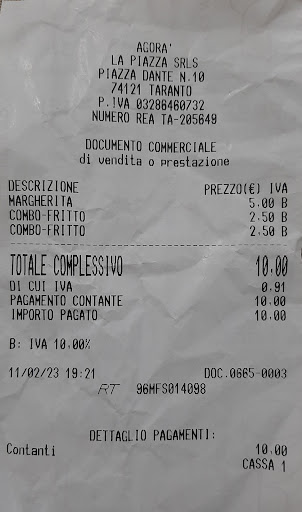 AGORA'
LA PIAZZA SRLS
PIAZZA DANTE N.10
74121 TARANTO
P.IVA 03286460732
NUMERO REA TA-205649
DOCUMENTO COMMERCIALE
di vendita o prestazione
DESCRIZIONE PREZZO(€) IVA
MARGHERITA 5.00 B
COMBO-FRITTO 2.50 B
COMBO-FRITTO 2.50 B
TOTALE COMPLESSIVO 10.00
DI CUI IVA 0.91
PAGAMENTO CONTANTE 10.00
IMPORTO PAGATO 10.00
B: IVA 10.00%
11/02/23 19:21 DOC.0665-0003
RT 96MFS014098
DETTAGLIO PAGAMENTI:
Contanti 10.00
CASSA 1